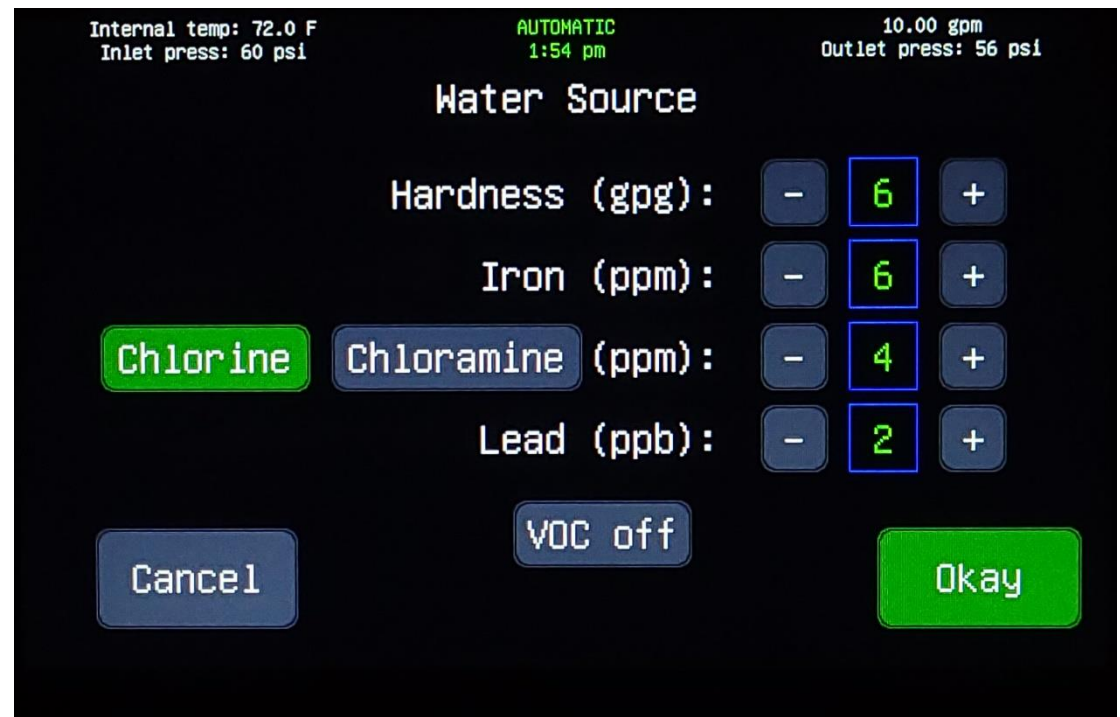 Internal temp: 72.0 F
Inlet press: 60 psi
AUTOMATIC
1:54 pm
10.00 gpm
Outlet press: 56 psi
Water Source
Hardness (gpg): - 6 +
Iron (ppm): - 6 +
Chlorine Chloramine (ppm): - 4 +
Lead (ppb): - 2 +
VOC off
Cancel
Okay